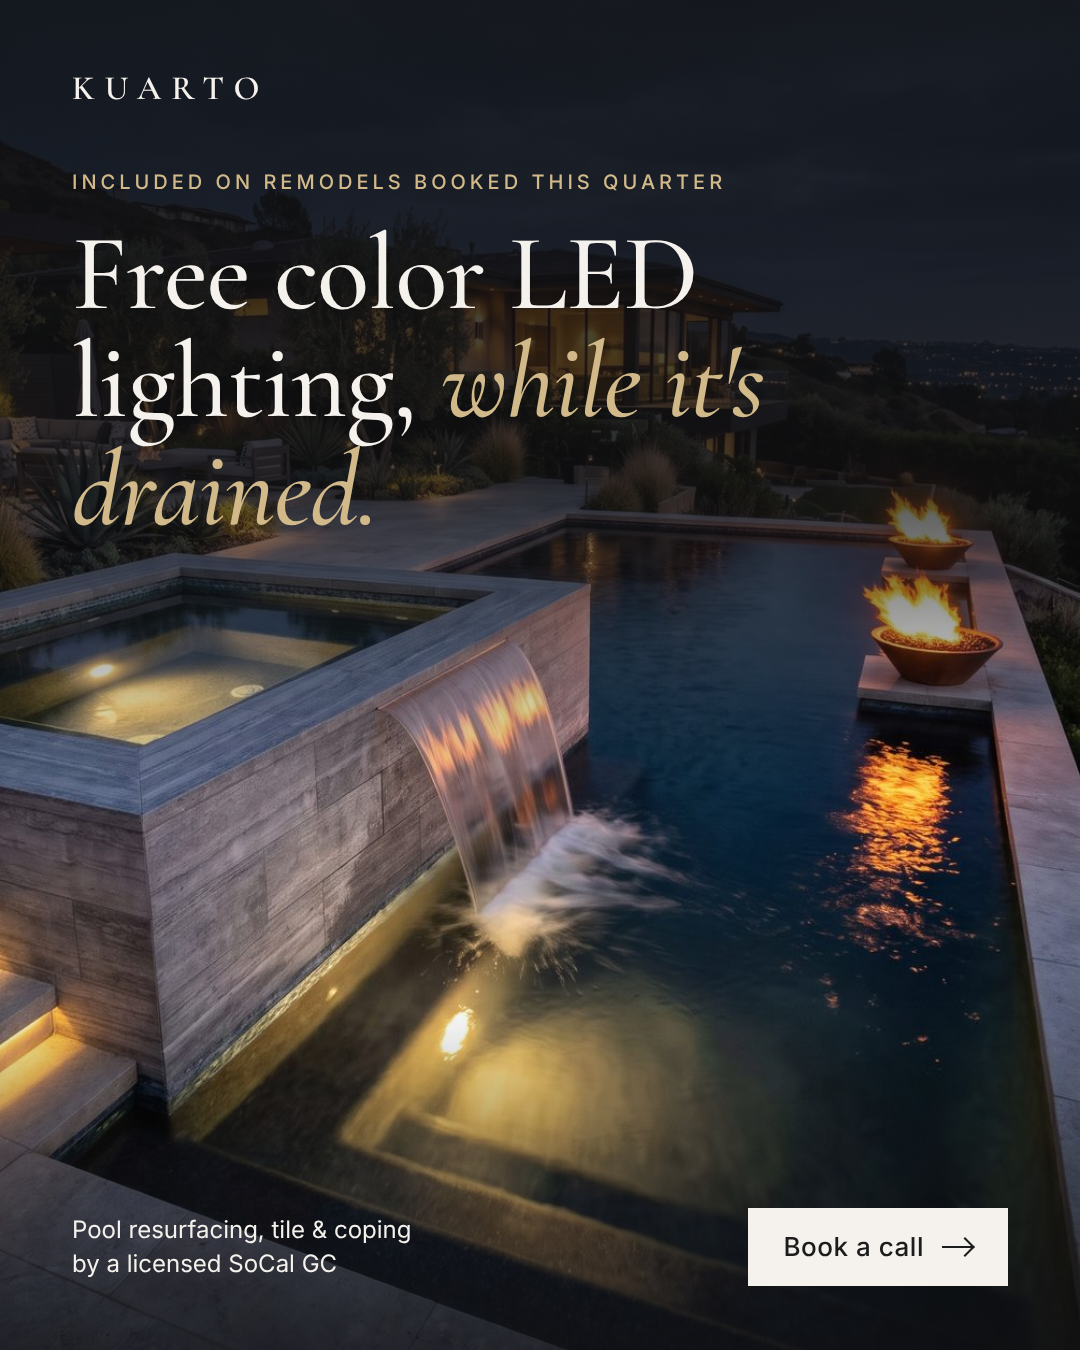 KUARTO
INCLUDED ON REMODELS BOOKED THIS QUARTER
Free color LED
lighting, while it's
drained.
Pool resurfacing, tile & coping
by a licensed SoCal GC
Book a call →